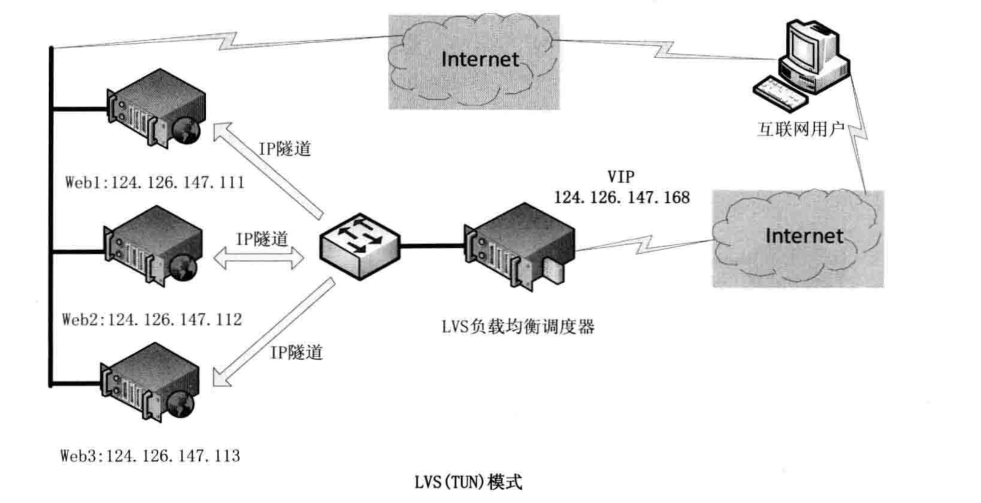 Internet
互联网用户
IP隧道
Web1:124.126.147.111
VIP
124.126.147.168
IP隧道
Internet
Web2:124.126.147.112
LVS负载均衡调度器
IP隧道
Web3:124.126.147.113
LVS(TUN)模式